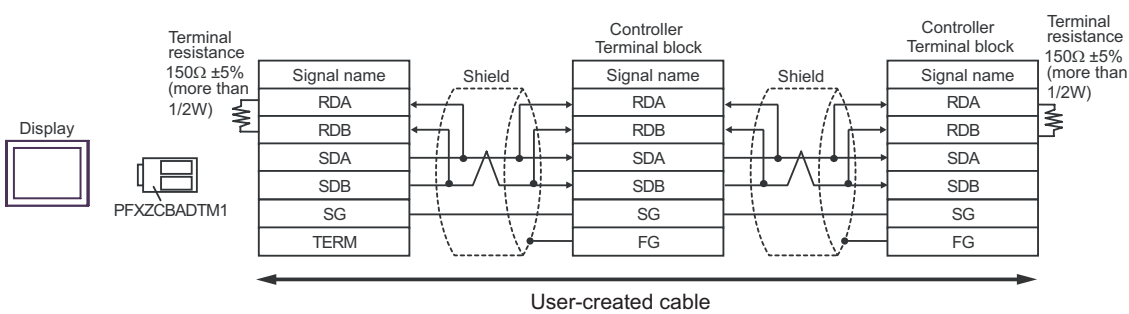 Display
PFXZCBADTM1
Terminal
resistance
150Ω ±5%
(more than
1/2W)
Signal name
RDA
RDB
SDA
SDB
SG
TERM
Shield
Controller
Terminal block
Signal name
RDA
RDB
SDA
SDB
SG
FG
Shield
Controller
Terminal block
Signal name
RDA
RDB
SDA
SDB
SG
FG
Terminal
resistance
150Ω ±5%
(more than
1/2W)
User-created cable